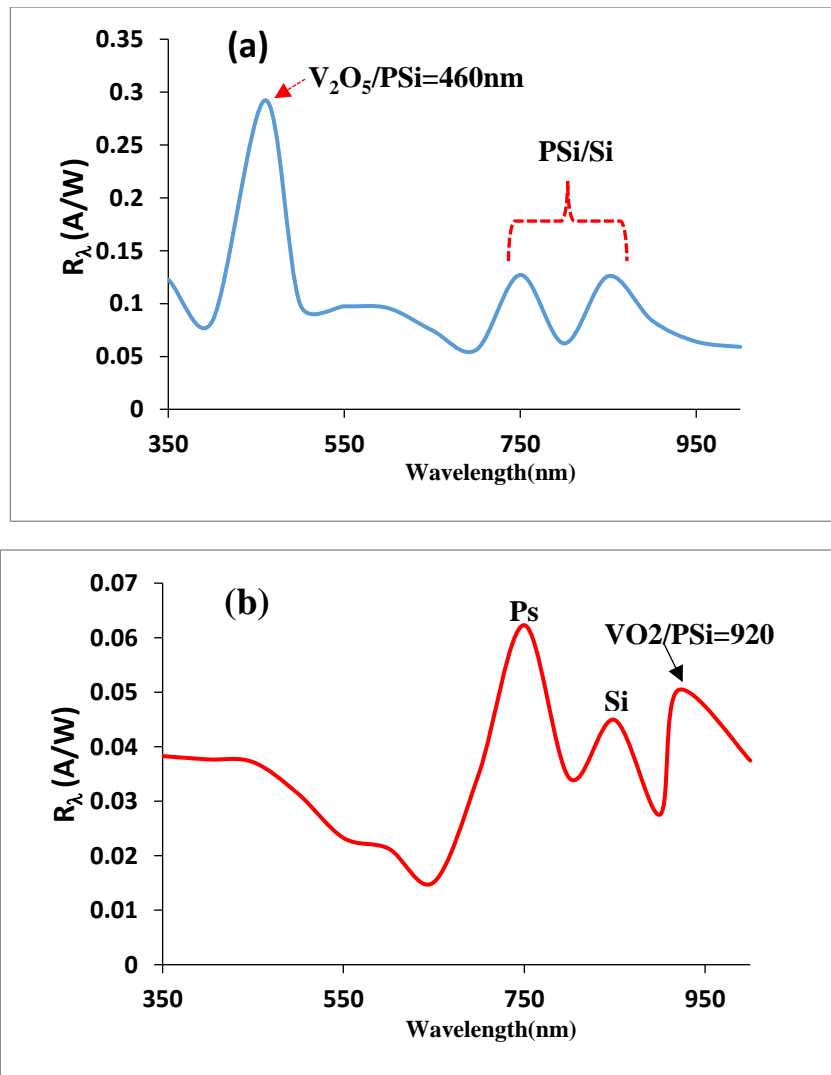 (a)
V₂O₅/PSi=460nm
PSi/Si
R_λ (A/W)
0.35
0.3
0.25
0.2
0.15
0.1
0.05
0
350 550 750 950
Wavelength(nm)
(b)
Ps
VO2/PSi=920
Si
R_λ (A/W)
0.07
0.06
0.05
0.04
0.03
0.02
0.01
0
350 550 750 950
Wavelength(nm)